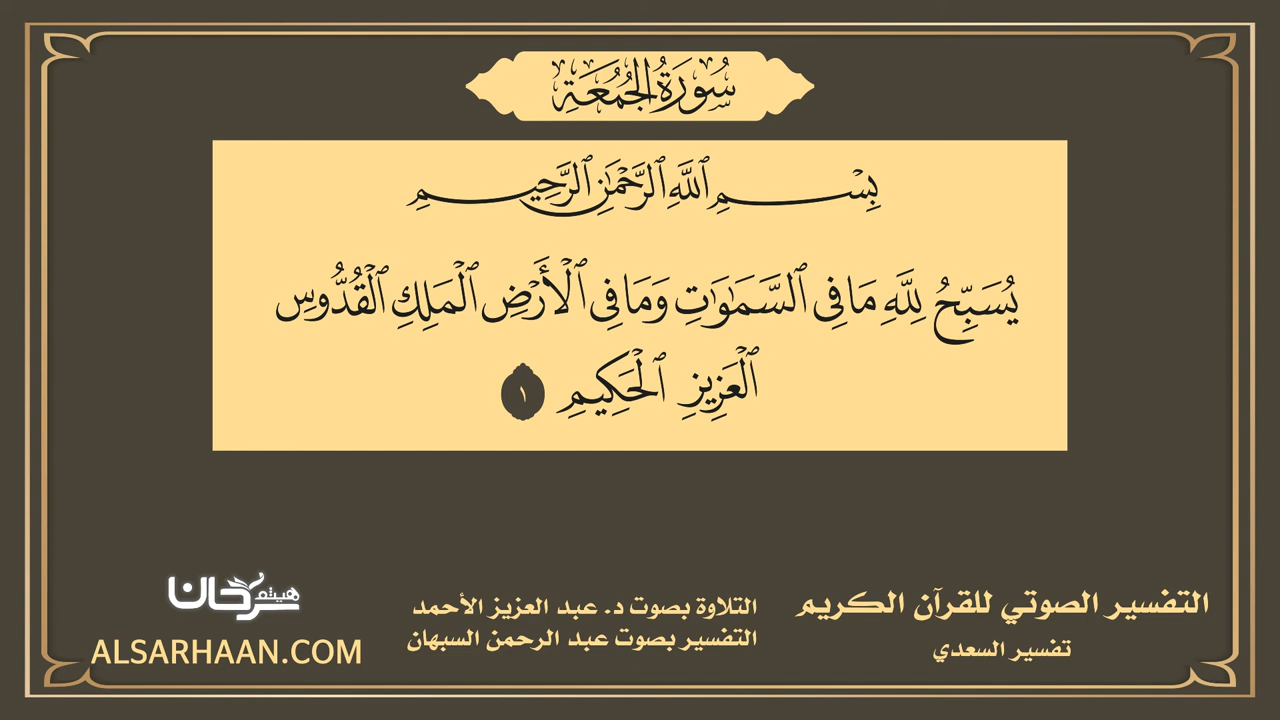 سُورَةُ الجُمُعَةِ
بِسْمِ ٱللَّهِ ٱلرَّحْمَٰنِ ٱلرَّحِيمِ
يُسَبِّحُ لِلَّهِ مَا فِى ٱلسَّمَٰوَٰتِ وَمَا فِى ٱلْأَرْضِ ٱلْمَلِكِ ٱلْقُدُّوسِ
ٱلْعَزِيزِ ٱلْحَكِيمِ ١
التفسير الصوتي للقرآن الكريم
تفسير السعدي
التلاوة بصوت د. عبد العزيز الأحمد
التفسير بصوت عبد الرحمن السبهان
هيثم سرحان
ALSARHAAN.COM